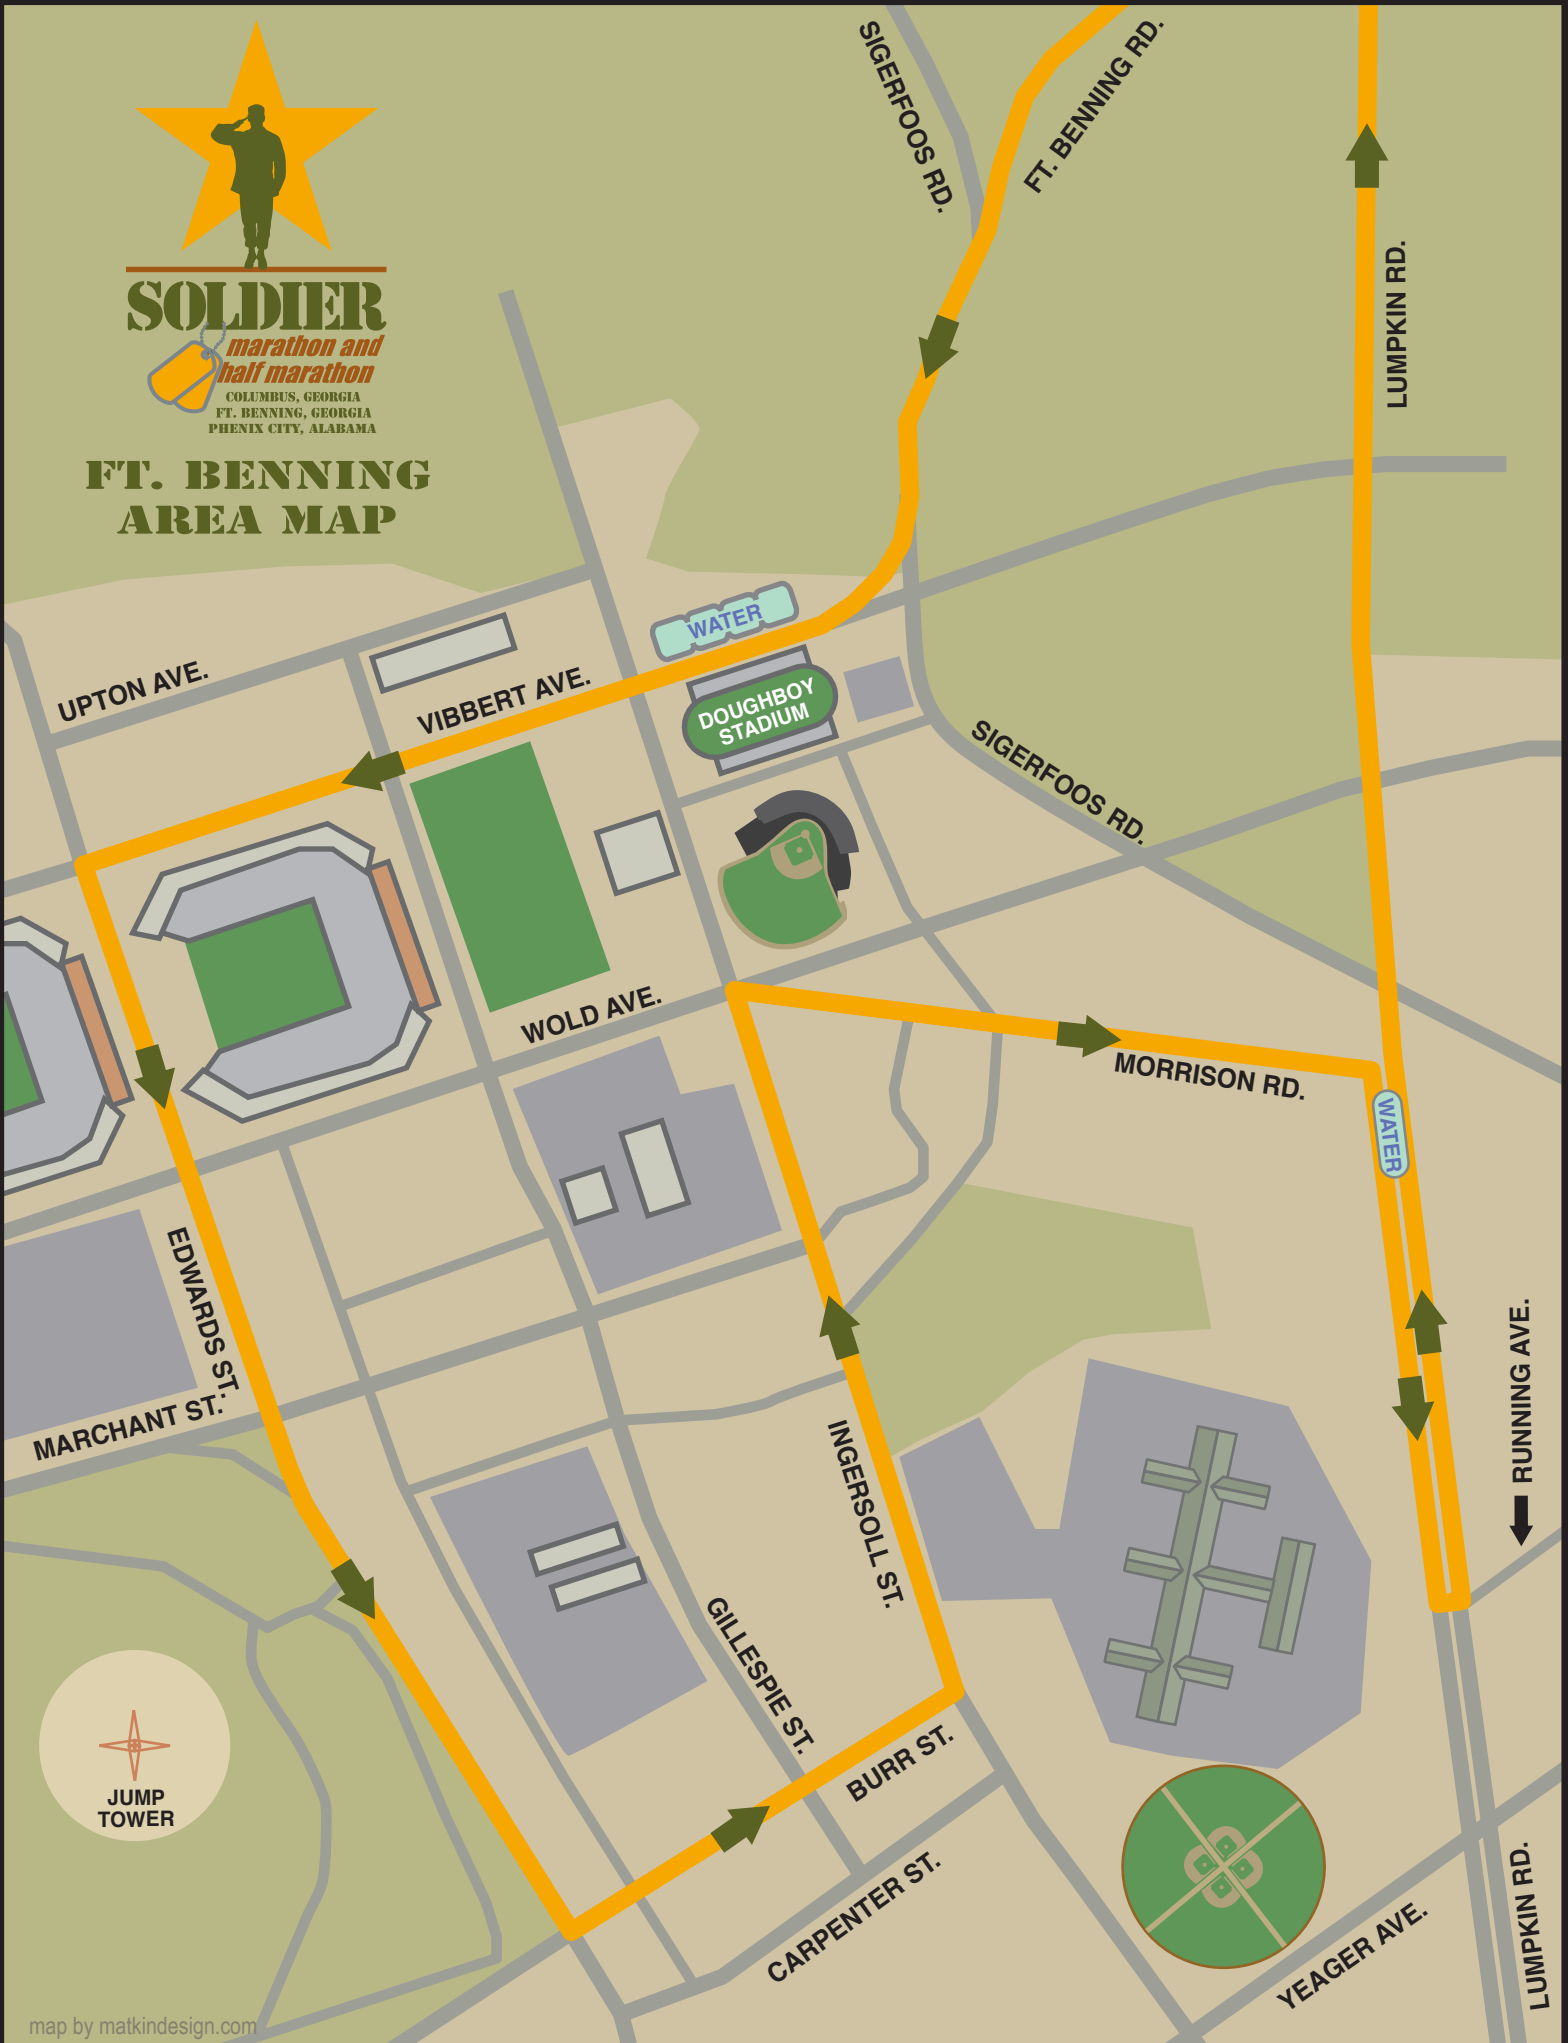 SIGERFOOS RD.
FT. BENNING RD.
LUMPKIN RD.
SOLDIER
marathon and
half marathon
COLUMBUS, GEORGIA
FT. BENNING, GEORGIA
PHENIX CITY, ALABAMA
FT. BENNING
AREA MAP
WATER
UPTON AVE.
VIBBERT AVE.
DOUGHBOY
STADIUM
SIGERFOOS RD.
WOLD AVE.
MORRISON RD.
WATER
EDWARDS ST.
MARCHANT ST.
RUNNING AVE.
INGERSOLL ST.
GILLESPIE ST.
BURR ST.
JUMP
TOWER
CARPENTER ST.
YEAGER AVE.
LUMPKIN RD.
map by matkindesign.com